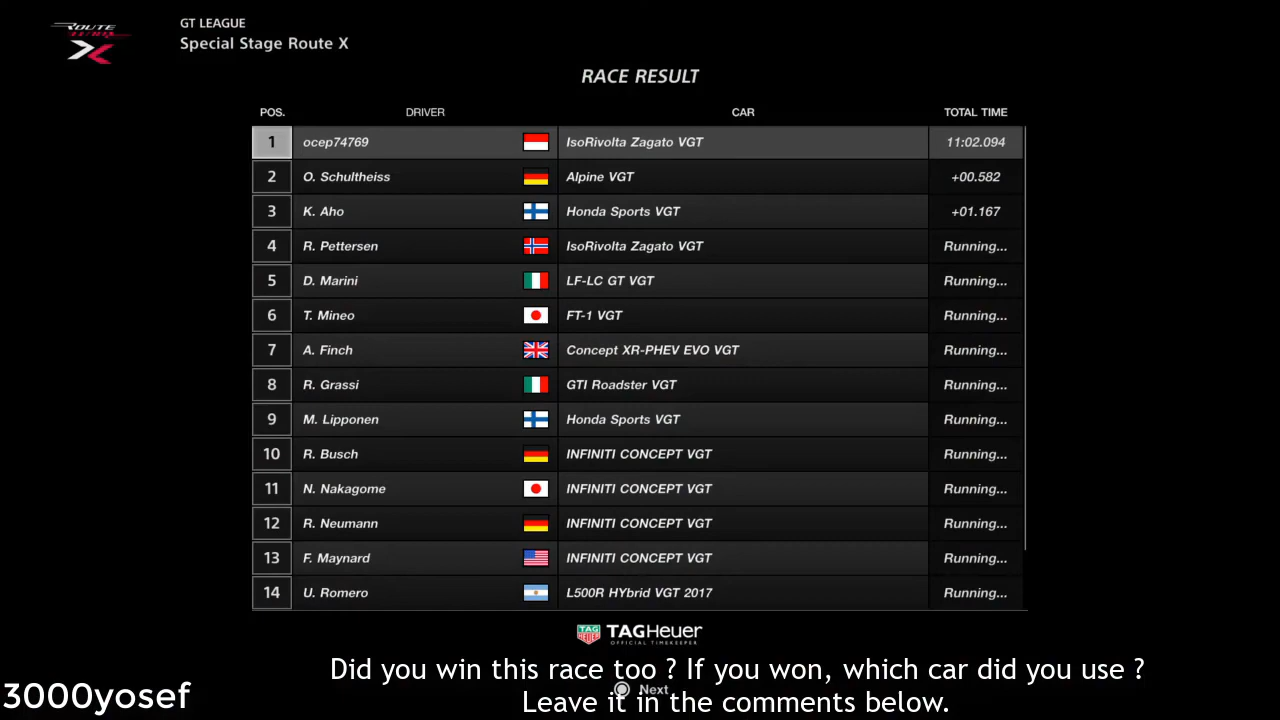 ROUTE
GT LEAGUE
Special Stage Route X
RACE RESULT
POS. DRIVER CAR TOTAL TIME
1 ocep74769 IsoRivolta Zagato VGT 11:02.094
2 O. Schultheiss Alpine VGT +00.582
3 K. Aho Honda Sports VGT +01.167
4 R. Pettersen IsoRivolta Zagato VGT Running...
5 D. Marini LF-LC GT VGT Running...
6 T. Mineo FT-1 VGT Running...
7 A. Finch Concept XR-PHEV EVO VGT Running...
8 R. Grassi GTI Roadster VGT Running...
9 M. Lipponen Honda Sports VGT Running...
10 R. Busch INFINITI CONCEPT VGT Running...
11 N. Nakagome INFINITI CONCEPT VGT Running...
12 R. Neumann INFINITI CONCEPT VGT Running...
13 F. Maynard INFINITI CONCEPT VGT Running...
14 U. Romero L500R HYbrid VGT 2017 Running...
TAG HEUER TAGHeuer
OFFICIAL TIMEKEEPER
Did you win this race too ? If you won, which car did you use ?
Next
Leave it in the comments below.
3000yosef